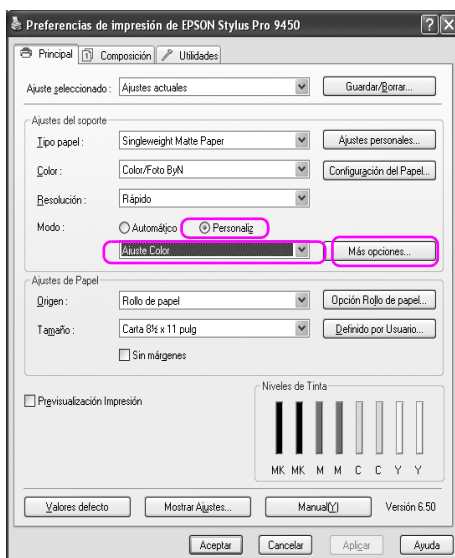 Preferencias de impresión de EPSON Stylus Pro 9450
Principal Composición Utilidades
Ajuste seleccionado : Ajustes actuales Guardar/Borrar...
Ajustes del soporte
Tipo papel : Singleweight Matte Paper Ajustes personales...
Color : Color/Foto ByN Configuración del Papel...
Resolución : Rápido
Modo : Automático Personaliz
Ajuste Color Más opciones...
Ajustes de Papel
Origen : Rollo de papel Opción Rollo de papel...
Tamaño : Carta 8½ x 11 pulg Definido por Usuario...
Sin márgenes
Previsualización Impresión
Niveles de Tinta
MK MK M M C C Y Y
Valores defecto Mostrar Ajustes... Manual(Y) Versión 6.50
Aceptar Cancelar Aplicar Ayuda